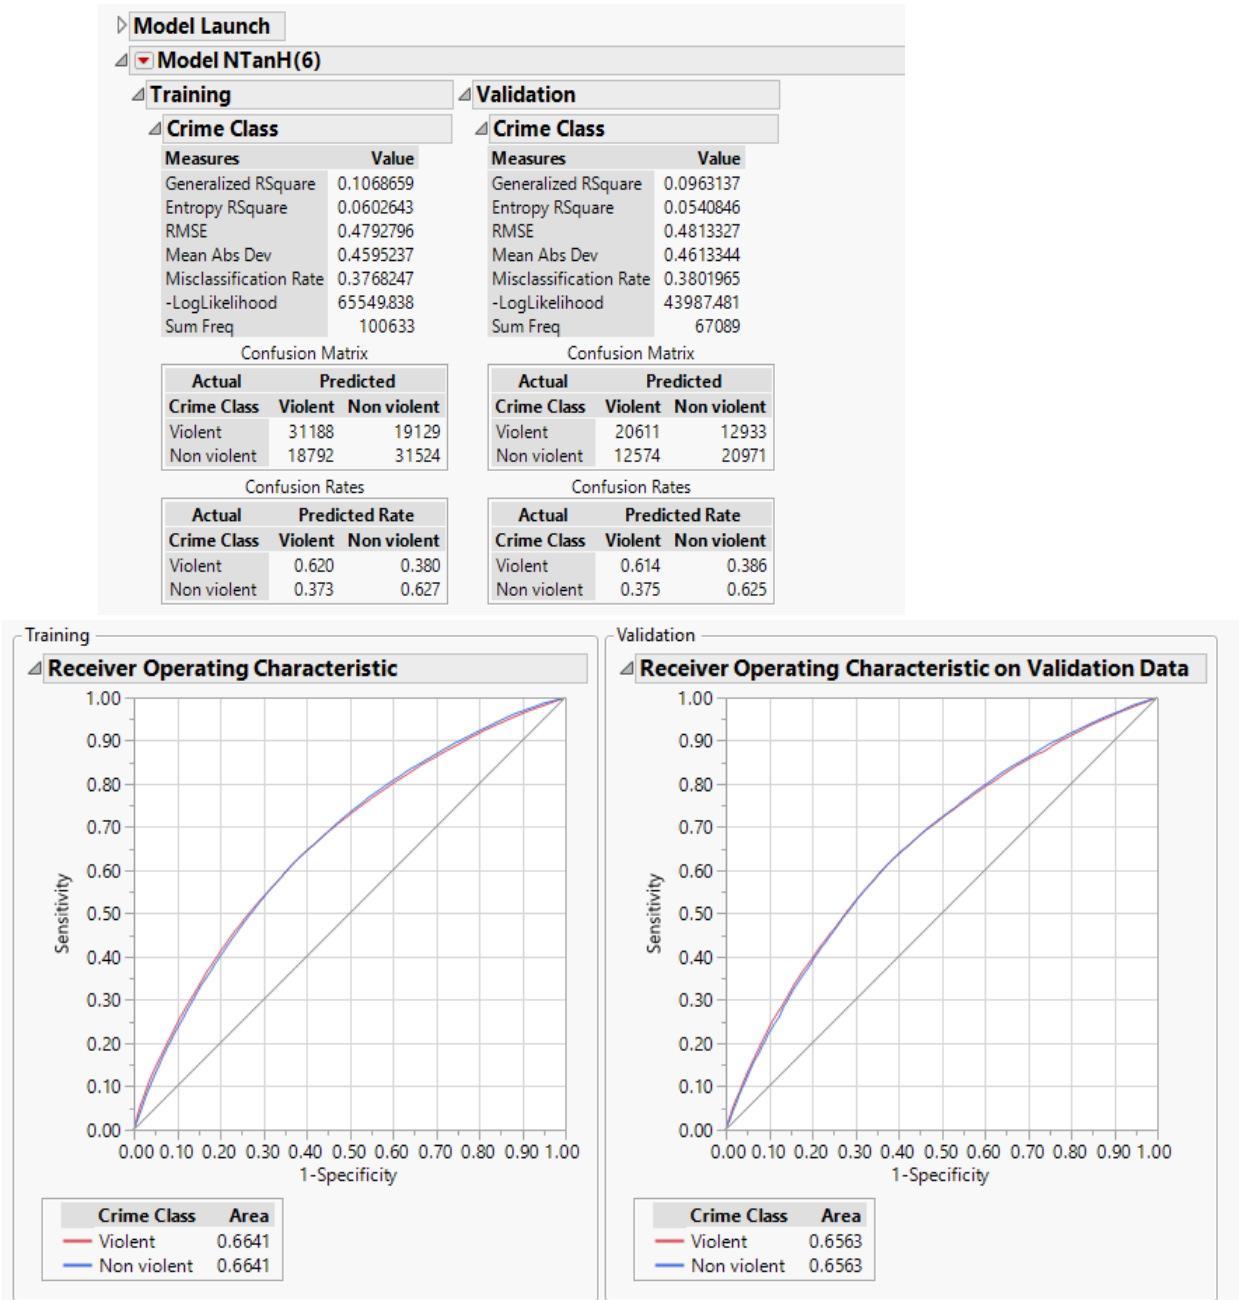 Model Launch
Model NTanH(6)
Training
Validation
Crime Class
Crime Class
Measures Value
Generalized RSquare 0.1068659
Entropy RSquare 0.0602643
RMSE 0.4792796
Mean Abs Dev 0.4595237
Misclassification Rate 0.3768247
-LogLikelihood 65549.838
Sum Freq 100633
Measures Value
Generalized RSquare 0.0963137
Entropy RSquare 0.0540846
RMSE 0.4813327
Mean Abs Dev 0.4613344
Misclassification Rate 0.3801965
-LogLikelihood 43987.481
Sum Freq 67089
Confusion Matrix
Actual Predicted
Crime Class Violent Non violent
Violent 31188 19129
Non violent 18792 31524
Confusion Matrix
Actual Predicted
Crime Class Violent Non violent
Violent 20611 12933
Non violent 12574 20971
Confusion Rates
Actual Predicted Rate
Crime Class Violent Non violent
Violent 0.620 0.380
Non violent 0.373 0.627
Confusion Rates
Actual Predicted Rate
Crime Class Violent Non violent
Violent 0.614 0.386
Non violent 0.375 0.625
Training
Receiver Operating Characteristic
1.00
0.90
0.80
0.70
0.60
0.50
0.40
0.30
0.20
0.10
0.00
Sensitivity
0.00 0.10 0.20 0.30 0.40 0.50 0.60 0.70 0.80 0.90 1.00
1-Specificity
Crime Class Area
Violent 0.6641
Non violent 0.6641
Validation
Receiver Operating Characteristic on Validation Data
1.00
0.90
0.80
0.70
0.60
0.50
0.40
0.30
0.20
0.10
0.00
Sensitivity
0.00 0.10 0.20 0.30 0.40 0.50 0.60 0.70 0.80 0.90 1.00
1-Specificity
Crime Class Area
Violent 0.6563
Non violent 0.6563